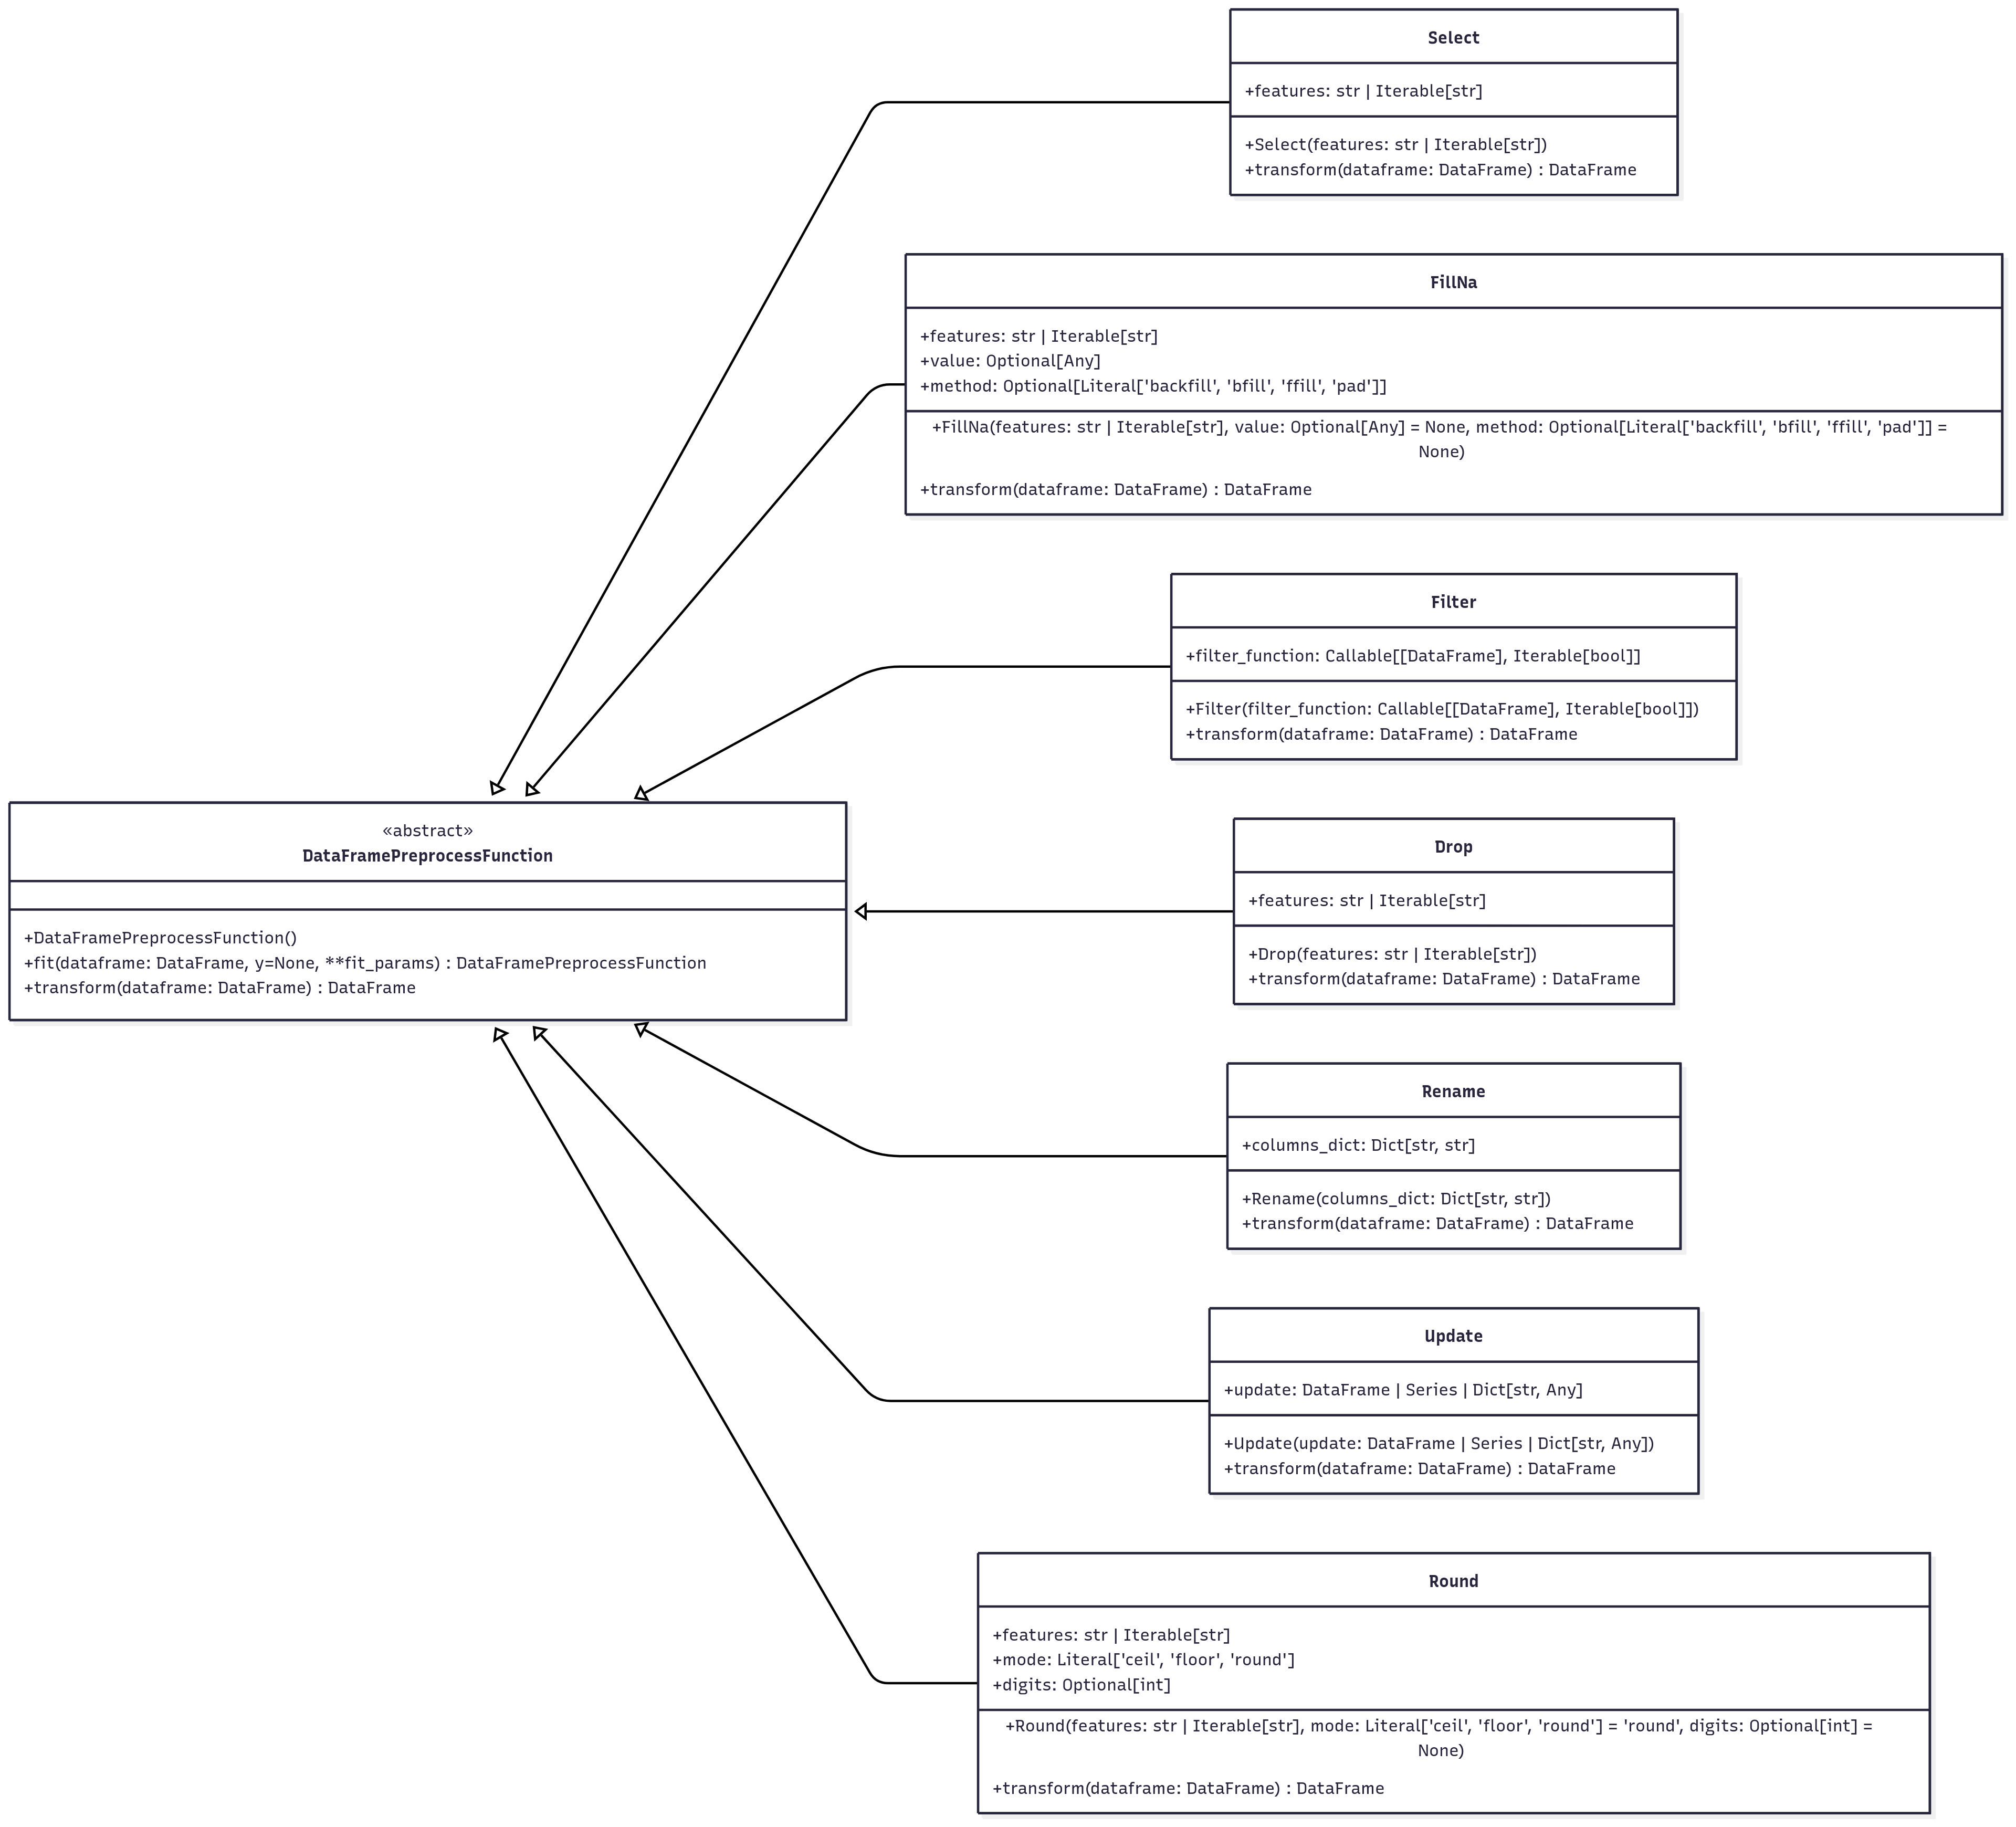 Select
+features: str | Iterable[str]
+Select(features: str | Iterable[str])
+transform(dataframe: DataFrame) : DataFrame
FillNa
+features: str | Iterable[str]
+value: Optional[Any]
+method: Optional[Literal['backfill', 'bfill', 'ffill', 'pad']]
+FillNa(features: str | Iterable[str], value: Optional[Any] = None, method: Optional[Literal['backfill', 'bfill', 'ffill', 'pad']] =
None)
+transform(dataframe: DataFrame) : DataFrame
Filter
+filter_function: Callable[[DataFrame], Iterable[bool]]
+Filter(filter_function: Callable[[DataFrame], Iterable[bool]])
+transform(dataframe: DataFrame) : DataFrame
«abstract»
DataFramePreprocessFunction
+DataFramePreprocessFunction()
+fit(dataframe: DataFrame, y=None, **fit_params) : DataFramePreprocessFunction
+transform(dataframe: DataFrame) : DataFrame
Drop
+features: str | Iterable[str]
+Drop(features: str | Iterable[str])
+transform(dataframe: DataFrame) : DataFrame
Rename
+columns_dict: Dict[str, str]
+Rename(columns_dict: Dict[str, str])
+transform(dataframe: DataFrame) : DataFrame
Update
+update: DataFrame | Series | Dict[str, Any]
+Update(update: DataFrame | Series | Dict[str, Any])
+transform(dataframe: DataFrame) : DataFrame
Round
+features: str | Iterable[str]
+mode: Literal['ceil', 'floor', 'round']
+digits: Optional[int]
+Round(features: str | Iterable[str], mode: Literal['ceil', 'floor', 'round'] = 'round', digits: Optional[int] =
None)
+transform(dataframe: DataFrame) : DataFrame